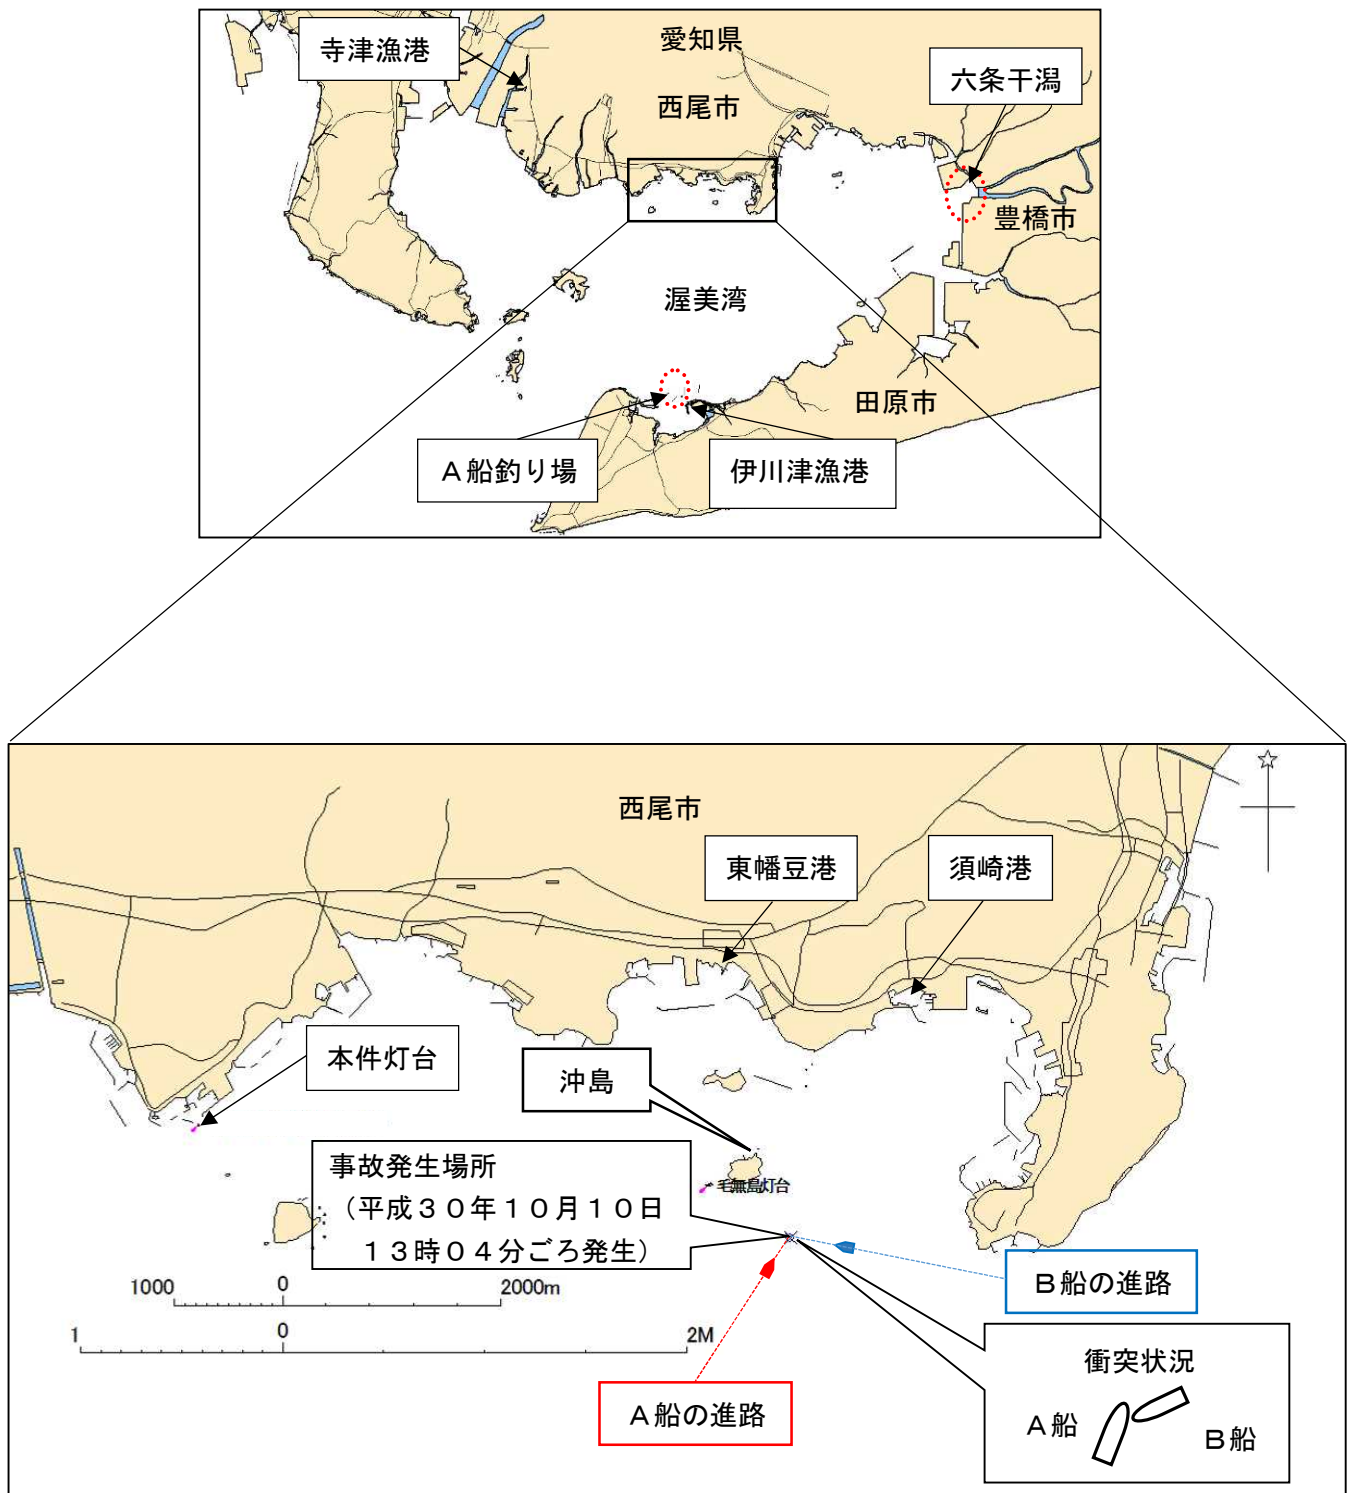 愛知県
寺津漁港
六条干潟
西尾市
豊橋市
渥美湾
田原市
A船釣り場
伊川津漁港
西尾市
東幡豆港
須崎港
本件灯台
沖島
事故発生場所
（平成３０年１０月１０日
１３時０４分ごろ発生）
毛無島灯台
1000 0 2000m
1 0 2M
B船の進路
A船の進路
衝突状況
A船
B船